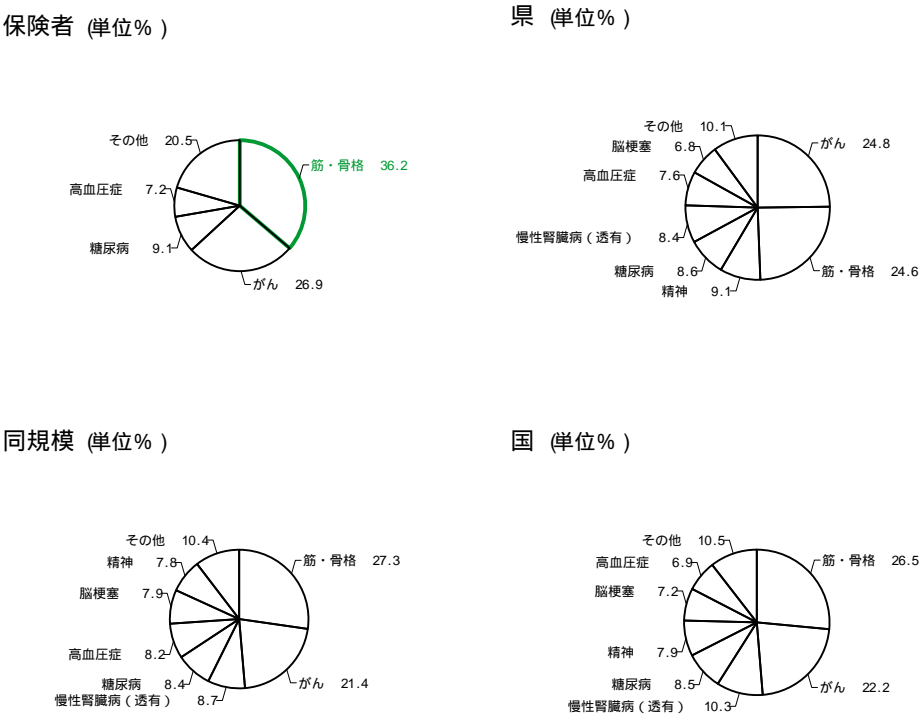 保険者 (単位%)
その他 20.5
筋・骨格 36.2
高血圧症 7.2
糖尿病 9.1
がん 26.9
県 (単位%)
その他 10.1
がん 24.8
脳梗塞 6.8
高血圧症 7.6
慢性腎臓病(透有) 8.4
糖尿病 8.6
筋・骨格 24.6
精神 9.1
同規模 (単位%)
その他 10.4
筋・骨格 27.3
精神 7.8
脳梗塞 7.9
高血圧症 8.2
糖尿病 8.4
がん 21.4
慢性腎臓病(透有) 8.7
国 (単位%)
その他 10.5
筋・骨格 26.5
高血圧症 6.9
脳梗塞 7.2
精神 7.9
糖尿病 8.5
がん 22.2
慢性腎臓病(透有) 10.3